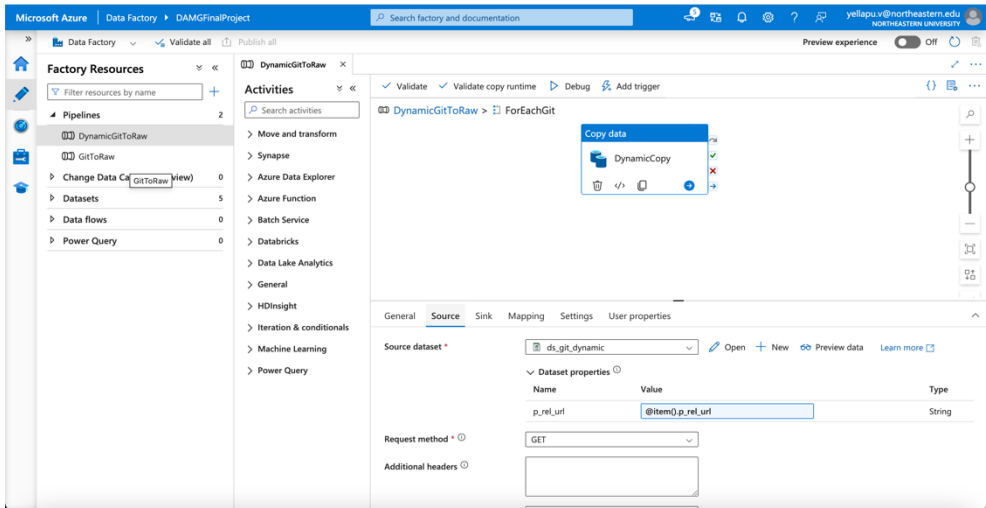 Microsoft Azure | Data Factory ▸ DAMGFinalProject
Search factory and documentation
yellapu.v@northeastern.edu
NORTHEASTERN UNIVERSITY
Data Factory
Validate all
Publish all
Preview experience
Off
Factory Resources
Filter resources by name
Pipelines 2
DynamicGitToRaw
GitToRaw
Change Data Ca view) 0
GitToRaw
Datasets 5
Data flows 0
Power Query 0
DynamicGitToRaw
Activities
Search activities
Move and transform
Synapse
Azure Data Explorer
Azure Function
Batch Service
Databricks
Data Lake Analytics
General
HDInsight
Iteration & conditionals
Machine Learning
Power Query
Validate
Validate copy runtime
Debug
Add trigger
DynamicGitToRaw > ForEachGit
Copy data
DynamicCopy
General Source Sink Mapping Settings User properties
Source dataset * ds_git_dynamic Open New Preview data Learn more
Dataset properties
Name Value Type
p_rel_url @item().p_rel_url String
Request method * GET
Additional headers